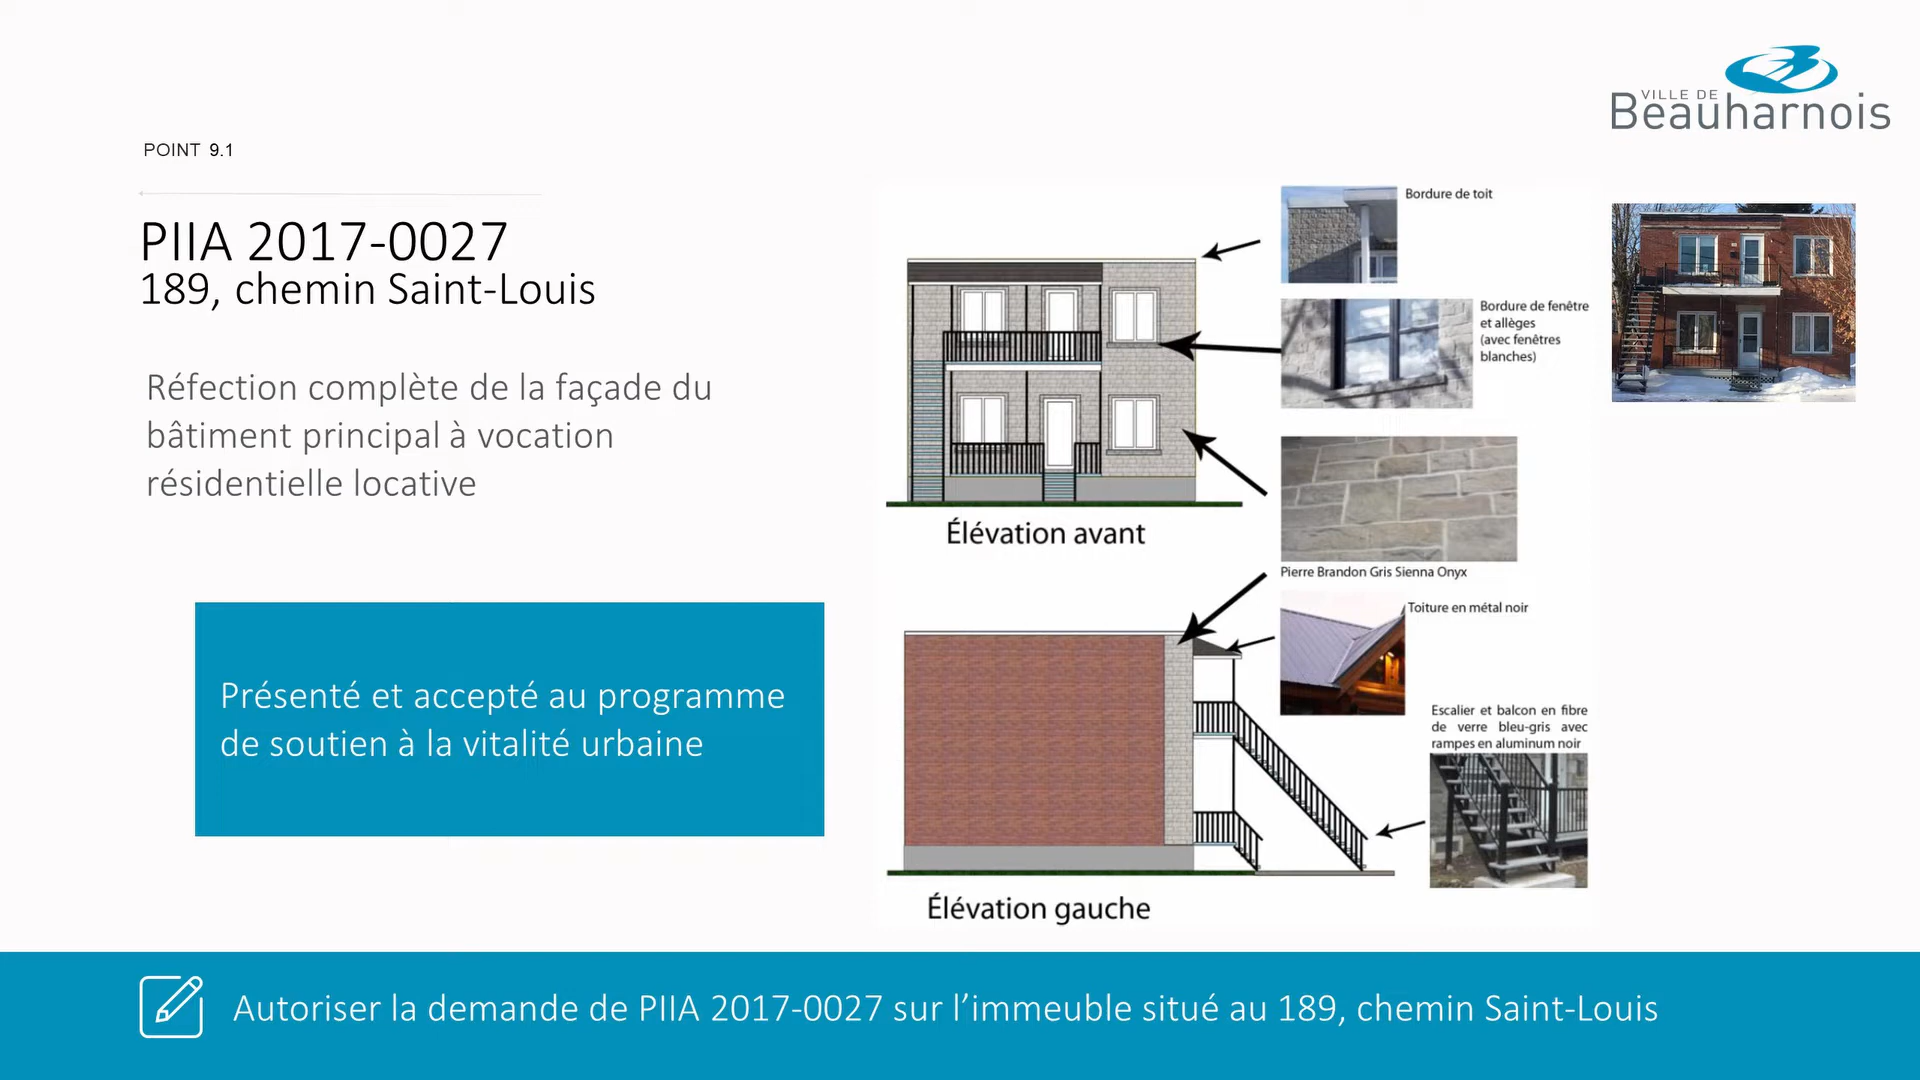 VILLE DE
Beauharnois
POINT 9.1
PIIA 2017-0027
189, chemin Saint-Louis
Réfection complète de la façade du
bâtiment principal à vocation
résidentielle locative
Présenté et accepté au programme
de soutien à la vitalité urbaine
Bordure de toit
Bordure de fenêtre
et allèges
(avec fenêtres
blanches)
Élévation avant
Pierre Brandon Gris Sienna Onyx
Toiture en métal noir
Escalier et balcon en fibre
de verre bleu-gris avec
rampes en aluminum noir
Élévation gauche
Autoriser la demande de PIIA 2017-0027 sur l’immeuble situé au 189, chemin Saint-Louis